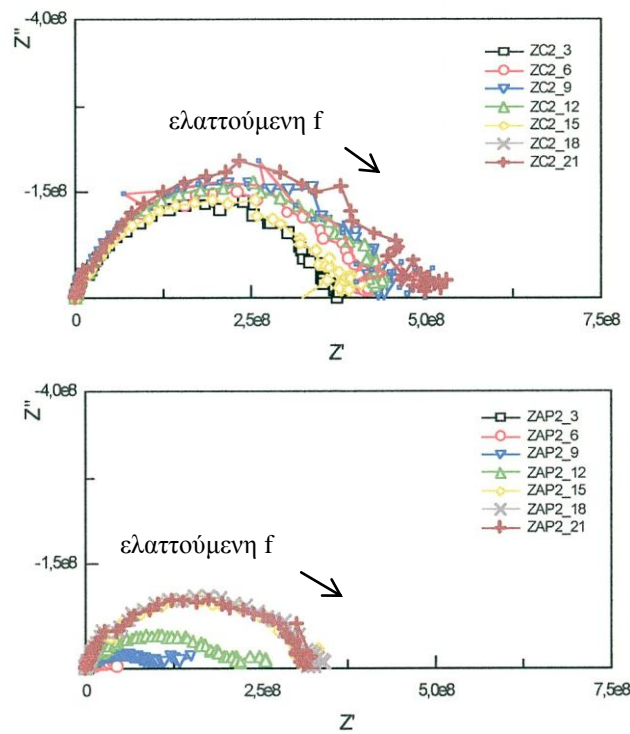 -4,0e8
Z''
ZC2_3
ZC2_6
ZC2_9
ZC2_12
ZC2_15
ZC2_18
ZC2_21
ελαττούμενη f
-1,5e8
0
2,5e8
5,0e8
7,5e8
Z'
-4,0e8
Z''
ZAP2_3
ZAP2_6
ZAP2_9
ZAP2_12
ZAP2_15
ZAP2_18
ZAP2_21
ελαττούμενη f
-1,5e8
0
2,5e8
5,0e8
7,5e8
Z'